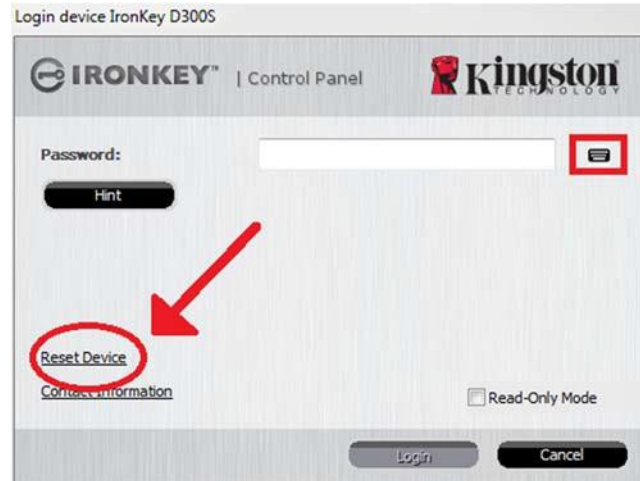 Login device IronKey D300S
IRONKEY™ | Control Panel
Kingston
TECHNOLOGY
Password:
Hint
Reset Device
Contact Information
Read-Only Mode
Login
Cancel